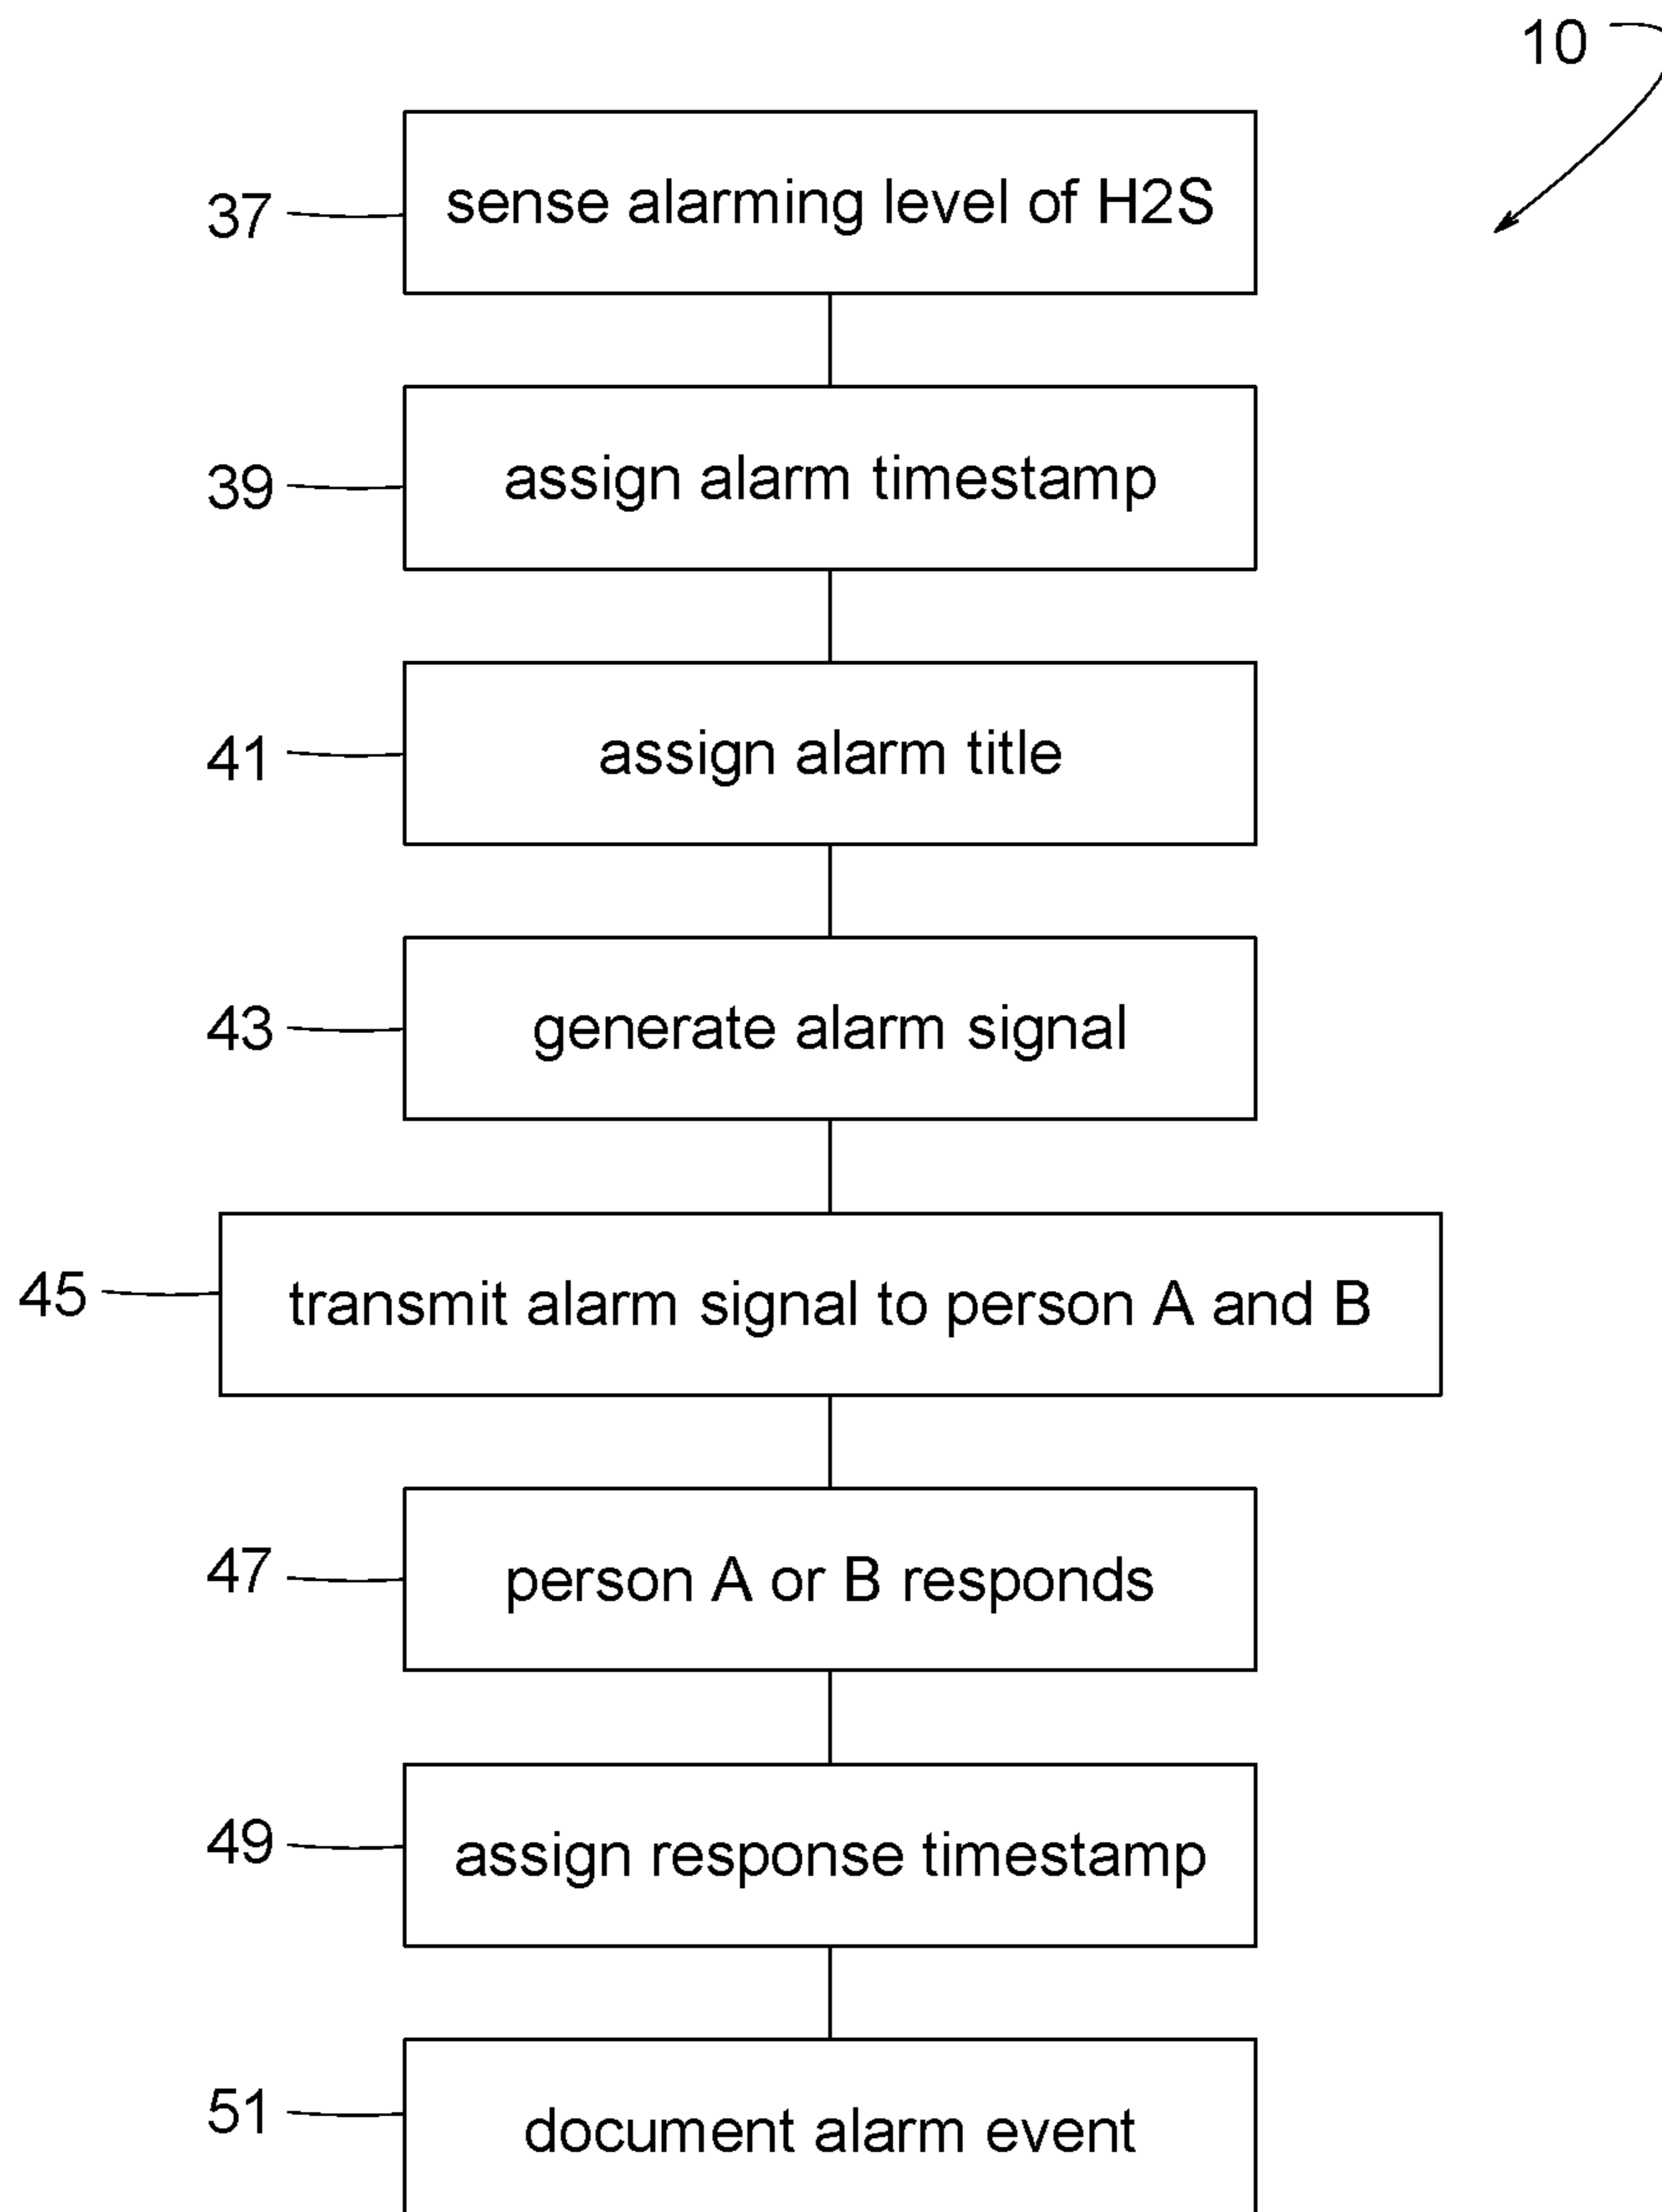 10
37 sense alarming level of H2S
39 assign alarm timestamp
41 assign alarm title
43 generate alarm signal
45 transmit alarm signal to person A and B
47 person A or B responds
49 assign response timestamp
51 document alarm event